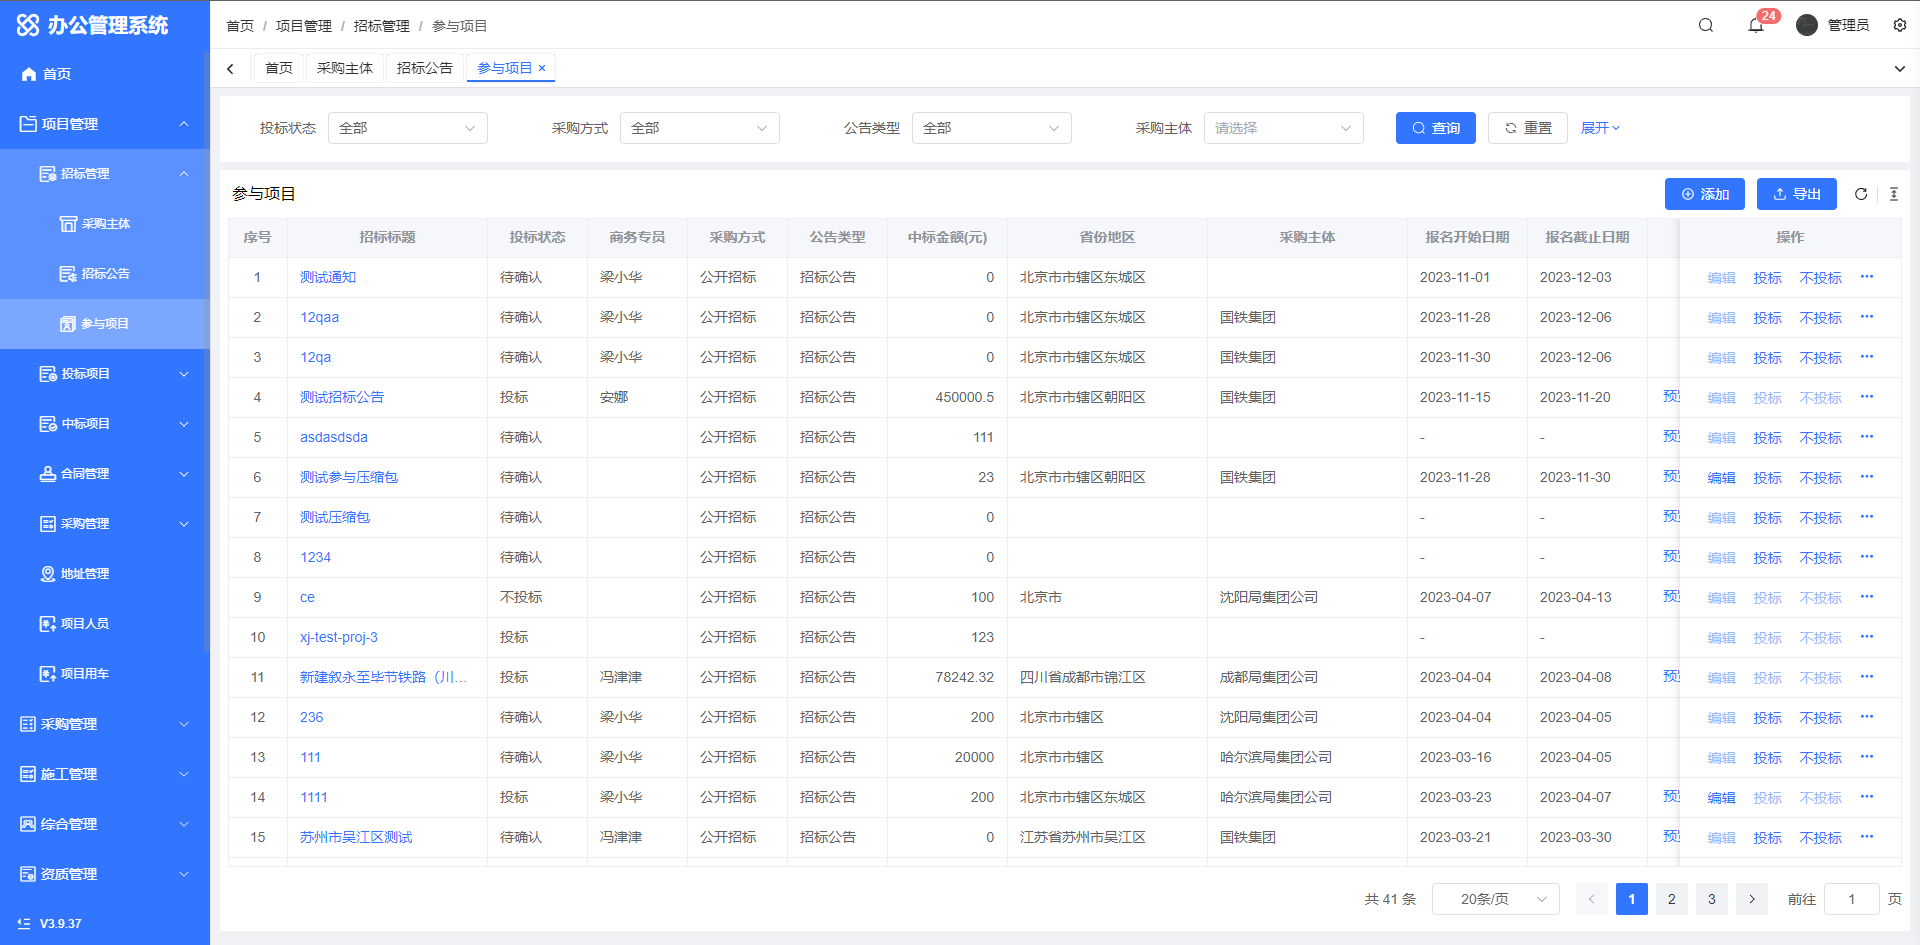 办公管理系统
首页 / 项目管理 / 招标管理 / 参与项目
24
管理员
首页
项目管理
招标管理
采购主体
招标公告
参与项目
投标项目
中标项目
合同管理
采购管理
地址管理
项目人员
项目用车
采购管理
施工管理
综合管理
资质管理
V3.9.37
首页 采购主体 招标公告 参与项目 ×
投标状态 全部 采购方式 全部 公告类型 全部 采购主体 请选择 查询 重置 展开
参与项目 添加 导出
序号 招标标题 投标状态 商务专员 采购方式 公告类型 中标金额(元) 省份地区 采购主体 报名开始日期 报名截止日期 操作
1 测试通知 待确认 梁小华 公开招标 招标公告 0 北京市市辖区东城区 2023-11-01 2023-12-03 编辑 投标 不投标 ···
2 12qaa 待确认 梁小华 公开招标 招标公告 0 北京市市辖区东城区 国铁集团 2023-11-28 2023-12-06 编辑 投标 不投标 ···
3 12qa 待确认 梁小华 公开招标 招标公告 0 北京市市辖区东城区 国铁集团 2023-11-30 2023-12-06 编辑 投标 不投标 ···
4 测试招标公告 投标 安娜 公开招标 招标公告 450000.5 北京市市辖区朝阳区 国铁集团 2023-11-15 2023-11-20 预 编辑 投标 不投标 ···
5 asdasdsda 待确认 公开招标 招标公告 111 - - 预 编辑 投标 不投标 ···
6 测试参与压缩包 待确认 公开招标 招标公告 23 北京市市辖区朝阳区 国铁集团 2023-11-28 2023-11-30 预 编辑 投标 不投标 ···
7 测试压缩包 待确认 公开招标 招标公告 0 - - 预 编辑 投标 不投标 ···
8 1234 待确认 公开招标 招标公告 0 - - 预 编辑 投标 不投标 ···
9 ce 不投标 公开招标 招标公告 100 北京市 沈阳局集团公司 2023-04-07 2023-04-13 预 编辑 投标 不投标 ···
10 xj-test-proj-3 投标 公开招标 招标公告 123 - - 编辑 投标 不投标 ···
11 新建叙永至毕节铁路（川... 投标 冯津津 公开招标 招标公告 78242.32 四川省成都市锦江区 成都局集团公司 2023-04-04 2023-04-08 预 编辑 投标 不投标 ···
12 236 待确认 梁小华 公开招标 招标公告 200 北京市市辖区 沈阳局集团公司 2023-04-04 2023-04-05 编辑 投标 不投标 ···
13 111 待确认 梁小华 公开招标 招标公告 20000 北京市市辖区 哈尔滨局集团公司 2023-03-16 2023-04-05 编辑 投标 不投标 ···
14 1111 投标 梁小华 公开招标 招标公告 200 北京市市辖区东城区 哈尔滨局集团公司 2023-03-23 2023-04-07 预 编辑 投标 不投标 ···
15 苏州市吴江区测试 待确认 冯津津 公开招标 招标公告 0 江苏省苏州市吴江区 国铁集团 2023-03-21 2023-03-30 预 编辑 投标 不投标 ···
共 41 条 20条/页 1 2 3 前往 1 页